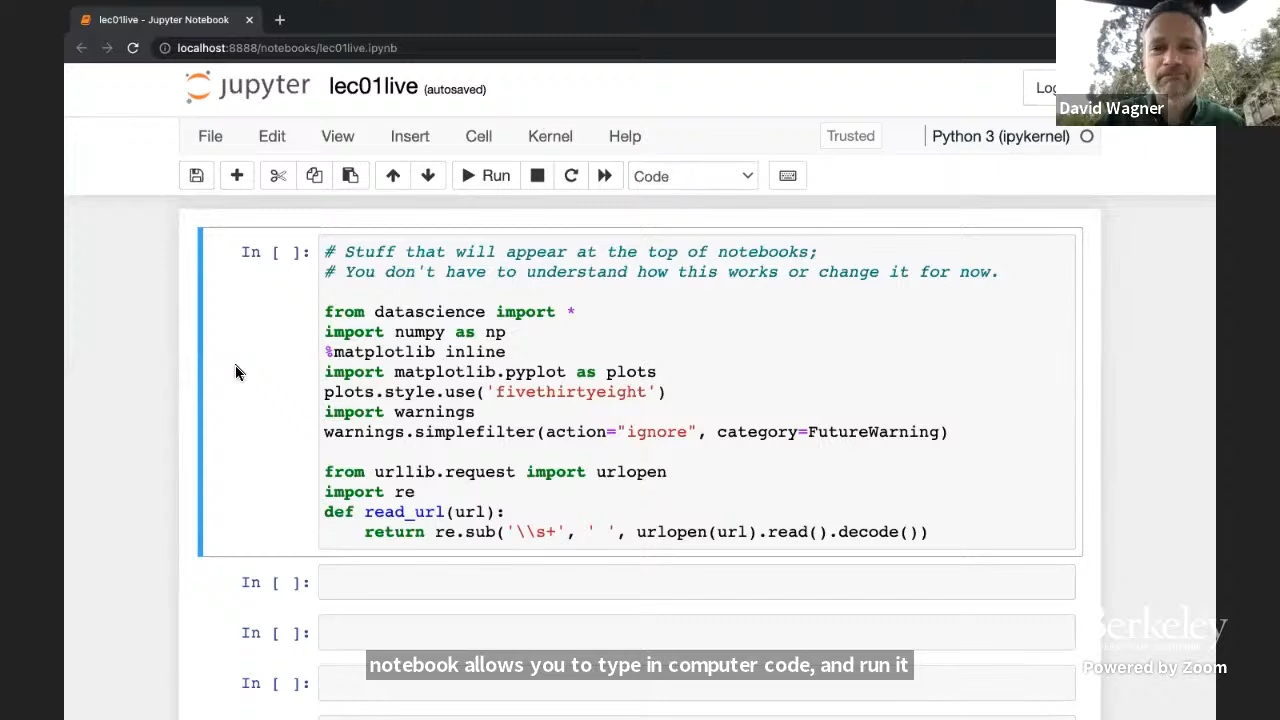 lec01live - Jupyter Notebook
localhost:8888/notebooks/lec01live.ipynb
David Wagner
jupyter lec01live (autosaved)
File Edit View Insert Cell Kernel Help Trusted Python 3 (ipykernel)
Run Code
In [ ]: # Stuff that will appear at the top of notebooks;
# You don't have to understand how this works or change it for now.
from datascience import *
import numpy as np
%matplotlib inline
import matplotlib.pyplot as plots
plots.style.use('fivethirtyeight')
import warnings
warnings.simplefilter(action="ignore", category=FutureWarning)
from urllib.request import urlopen
import re
def read_url(url):
    return re.sub('\\s+', ' ', urlopen(url).read().decode())
In [ ]:
In [ ]:
Berkeley
notebook allows you to type in computer code, and run it
Powered by Zoom
In [ ]: